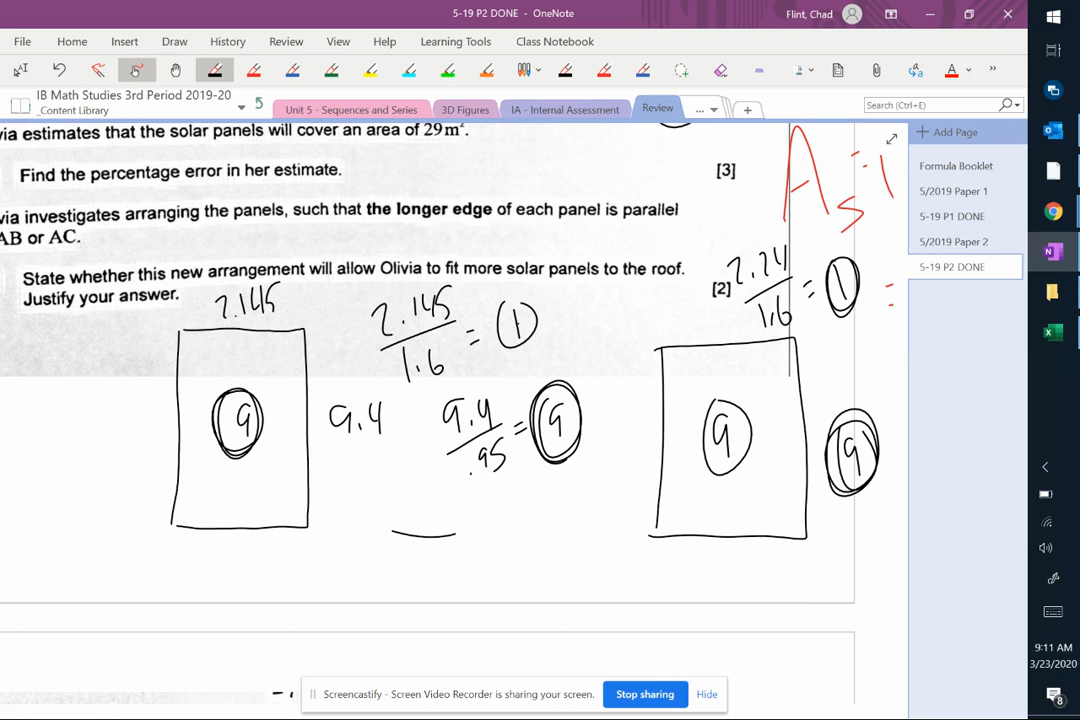 5-19 P2 DONE - OneNote
Flint, Chad
File Home Insert Draw History Review View Help Learning Tools Class Notebook
IB Math Studies 3rd Period 2019-20
_Content Library
Unit 5 - Sequences and Series
3D Figures
IA - Internal Assessment
Review
...
Search (Ctrl+E)
Add Page
Formula Booklet
5/2019 Paper 1
5-19 P1 DONE
5/2019 Paper 2
5-19 P2 DONE
via estimates that the solar panels will cover an area of 29 m².
Find the percentage error in her estimate.
[3]
via investigates arranging the panels, such that the longer edge of each panel is parallel
AB or AC.
State whether this new arrangement will allow Olivia to fit more solar panels to the roof.
Justify your answer.
[2]
2.145
2.145/1.6 = 1
9
9.4
9.4/.95 = 9
2.24/1.6 = 1
9
9
A
Screencastify - Screen Video Recorder is sharing your screen.
Stop sharing
Hide
9:11 AM
3/23/2020
8